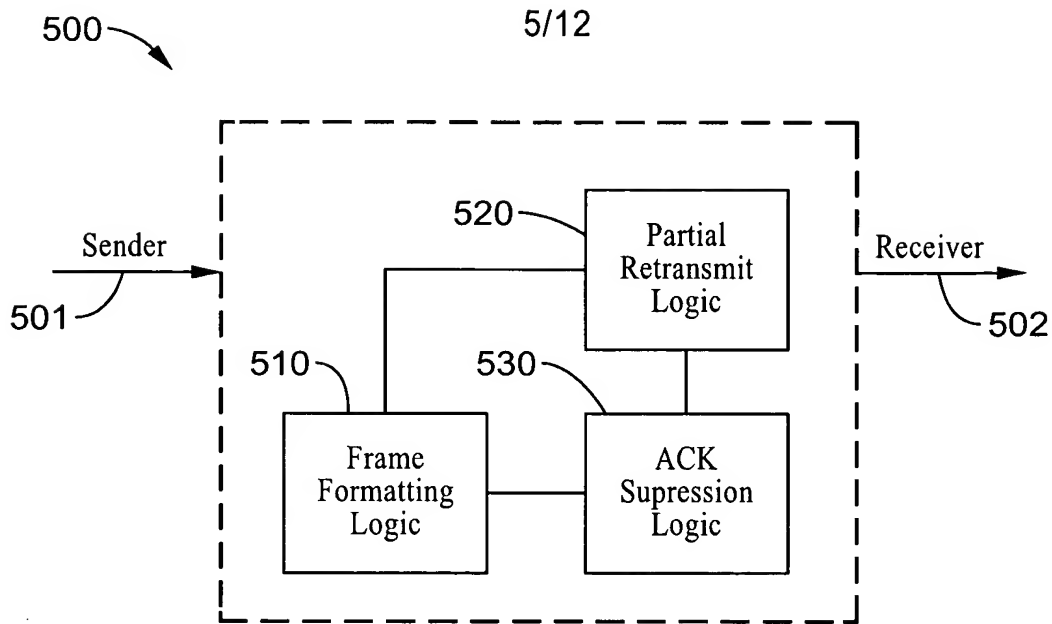 500
5/12
520
Partial
Retransmit
Logic
Sender
Receiver
501
502
510
530
Frame
Formatting
Logic
ACK
Supression
Logic